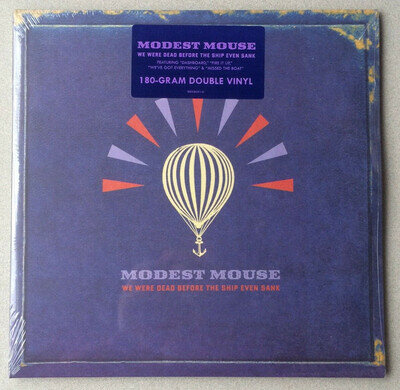 MODEST MOUSE
WE WERE DEAD BEFORE THE SHIP EVEN SANK
FEATURING "DASHBOARD," "FIRE IT UP,"
"WE'VE GOT EVERYTHING" & "MISSED THE BOAT"
180-GRAM DOUBLE VINYL
MODEST MOUSE
WE WERE DEAD BEFORE THE SHIP EVEN SANK